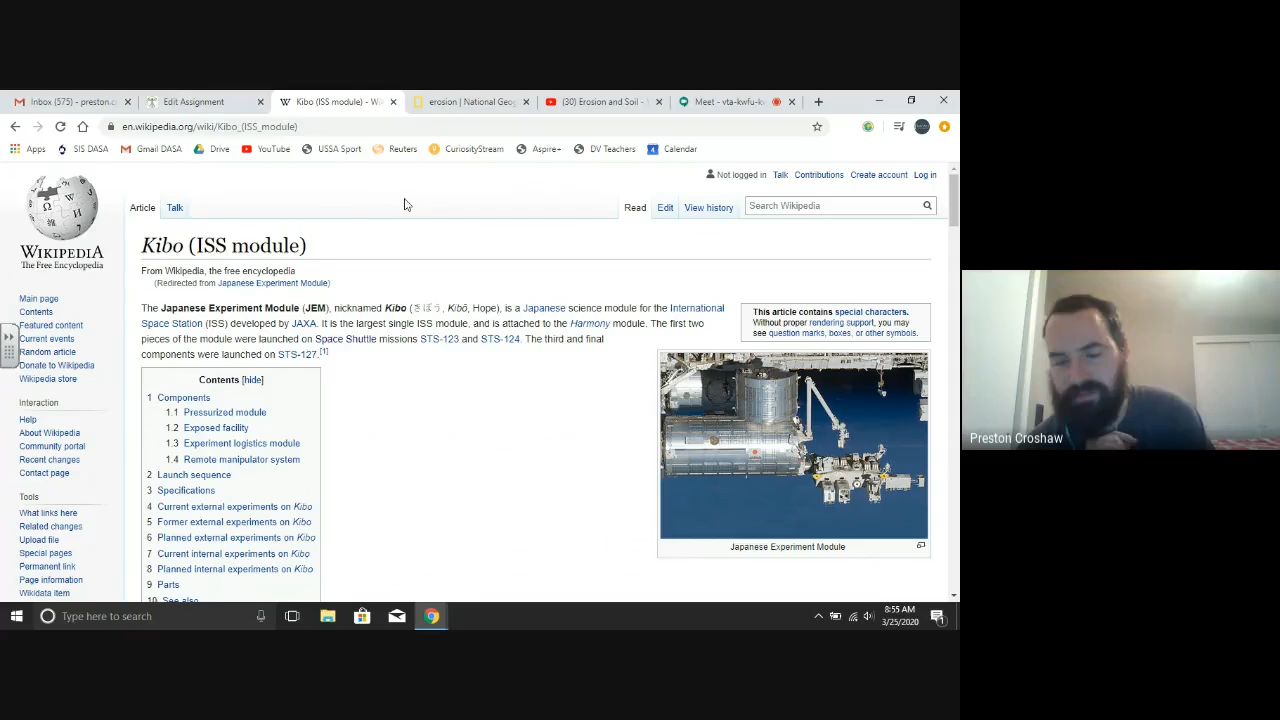 Inbox (575) - preston.c
Edit Assignment
Kibo (ISS module) - Wi
erosion | National Geog
(30) Erosion and Soil -
Meet - vta-kwfu-kw
en.wikipedia.org/wiki/Kibo_(ISS_module)
Apps
SIS DASA
Gmail DASA
Drive
YouTube
USSA Sport
Reuters
CuriosityStream
Aspire+
DV Teachers
Calendar
Not logged in Talk Contributions Create account Log in
Article Talk
Read Edit View history
Search Wikipedia
WIKIPEDIA
The Free Encyclopedia
Main page
Contents
Featured content
Current events
Random article
Donate to Wikipedia
Wikipedia store
Interaction
Help
About Wikipedia
Community portal
Recent changes
Contact page
Tools
What links here
Related changes
Upload file
Special pages
Permanent link
Page information
Wikidata item
Kibo (ISS module)
From Wikipedia, the free encyclopedia
(Redirected from Japanese Experiment Module)
The Japanese Experiment Module (JEM), nicknamed Kibo (きぼう, Kibō, Hope), is a Japanese science module for the International
Space Station (ISS) developed by JAXA. It is the largest single ISS module, and is attached to the Harmony module. The first two
pieces of the module were launched on Space Shuttle missions STS-123 and STS-124. The third and final
components were launched on STS-127.[1]
This article contains special characters.
Without proper rendering support, you may
see question marks, boxes, or other symbols.
Contents [hide]
1 Components
1.1 Pressurized module
1.2 Exposed facility
1.3 Experiment logistics module
1.4 Remote manipulator system
2 Launch sequence
3 Specifications
4 Current external experiments on Kibo
5 Former external experiments on Kibo
6 Planned external experiments on Kibo
7 Current internal experiments on Kibo
8 Planned internal experiments on Kibo
9 Parts
10 See also
Japanese Experiment Module
Type here to search
8:55 AM
3/25/2020
1
Preston Croshaw